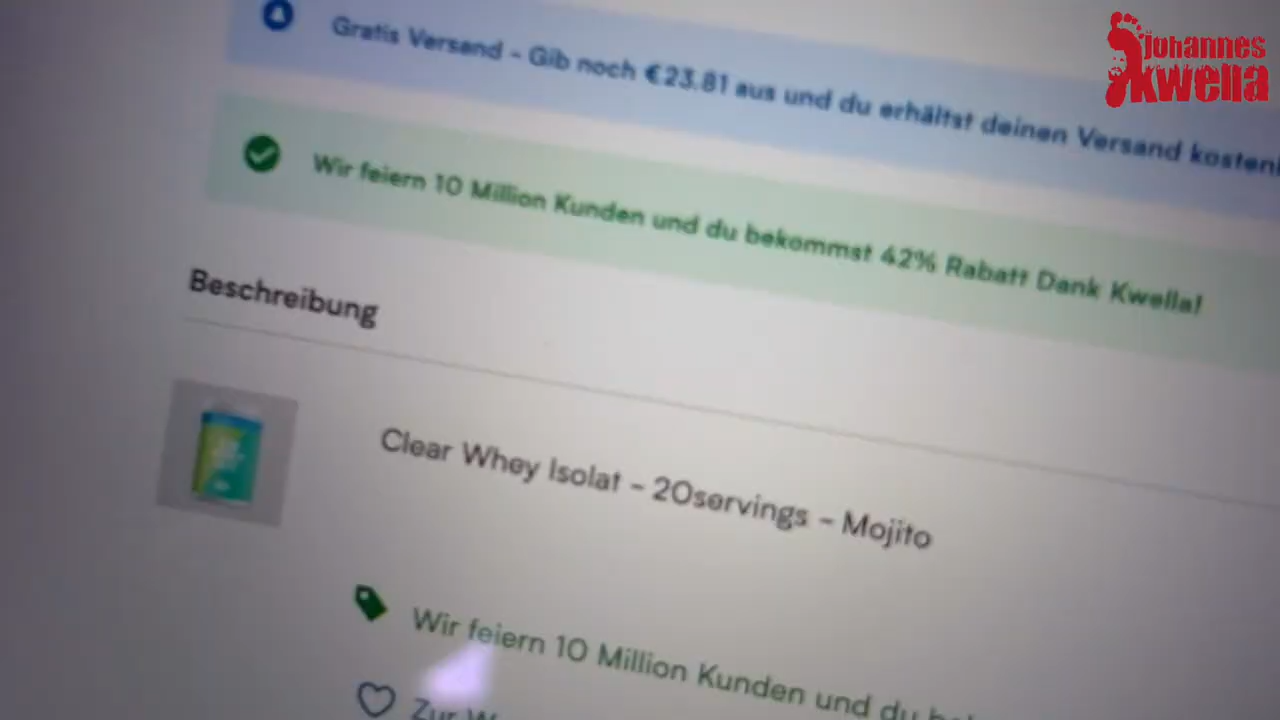 Johannes
Kwella
Gratis Versand - Gib noch €23.81 aus und du erhältst deinen Versand
Wir feiern 10 Million Kunden und du bekommst 42% Rabatt Dank Kwella!
Beschreibung
Clear Whey Isolat - 20servings - Mojito
Wir feiern 10 Million Kunden und du
Zur